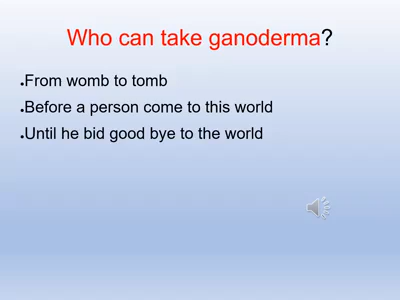 Who can take ganoderma?
●From womb to tomb
●Before a person come to this world
●Until he bid good bye to the world